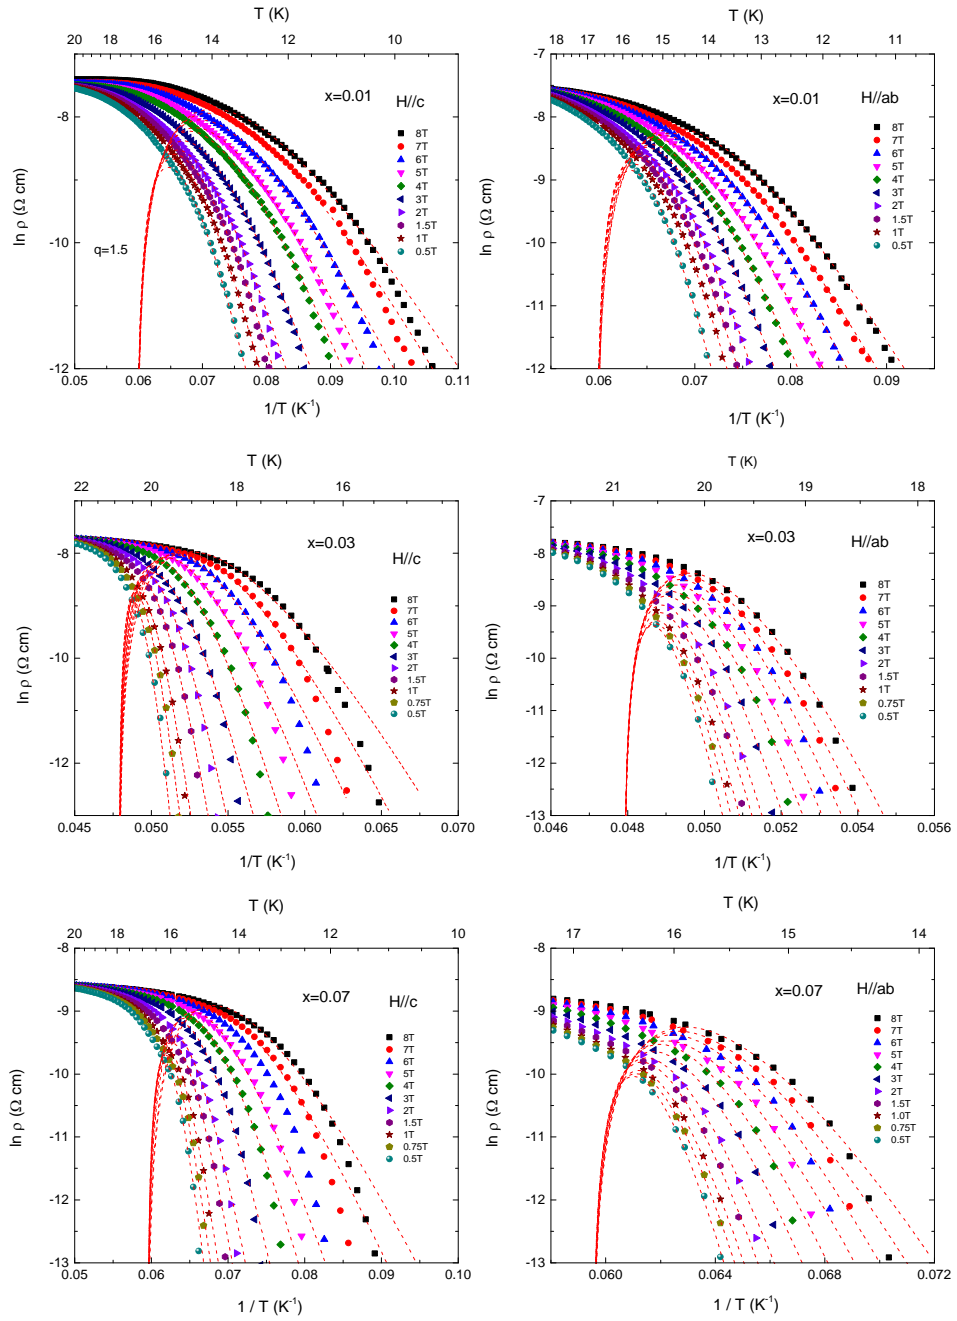 T (K)
20 18 16 14 12 10
-8
-10
-12
ln ρ (Ω cm)
x=0.01
H//c
8T
7T
6T
5T
4T
3T
2T
1.5T
1T
0.5T
q=1.5
0.05 0.06 0.07 0.08 0.09 0.10 0.11
1/T (K⁻¹)
T (K)
18 17 16 15 14 13 12 11
-7
-8
-9
-10
-11
-12
ln ρ (Ω cm)
x=0.01
H//ab
8T
7T
6T
5T
4T
3T
2T
1.5T
1T
0.5T
0.06 0.07 0.08 0.09
1/T (K⁻¹)
T (K)
22 20 18 16
-7
-8
-9
-10
-11
-12
ln ρ (Ω cm)
x=0.03
H//c
8T
7T
6T
5T
4T
3T
2T
1.5T
1T
0.75T
0.5T
0.045 0.050 0.055 0.060 0.065 0.070
1/T (K⁻¹)
T (K)
21 20 19 18
-7
-8
-9
-10
-11
-12
-13
ln ρ (Ω cm)
x=0.03
H//ab
8T
7T
6T
5T
4T
3T
2T
1.5T
1T
0.75T
0.5T
0.046 0.048 0.050 0.052 0.054 0.056
1/T (K⁻¹)
T (K)
20 18 16 14 12 10
-8
-9
-10
-11
-12
-13
ln ρ (Ω cm)
x=0.07
H//c
8T
7T
6T
5T
4T
3T
2T
1.5T
1T
0.75T
0.5T
0.05 0.06 0.07 0.08 0.09 0.10
1 / T (K⁻¹)
T (K)
17 16 15 14
-8
-9
-10
-11
-12
-13
ln ρ (Ω cm)
x=0.07
H//ab
8T
7T
6T
5T
4T
3T
2T
1.5T
1.0T
0.75T
0.5T
0.060 0.064 0.068 0.072
1/T (K⁻¹)